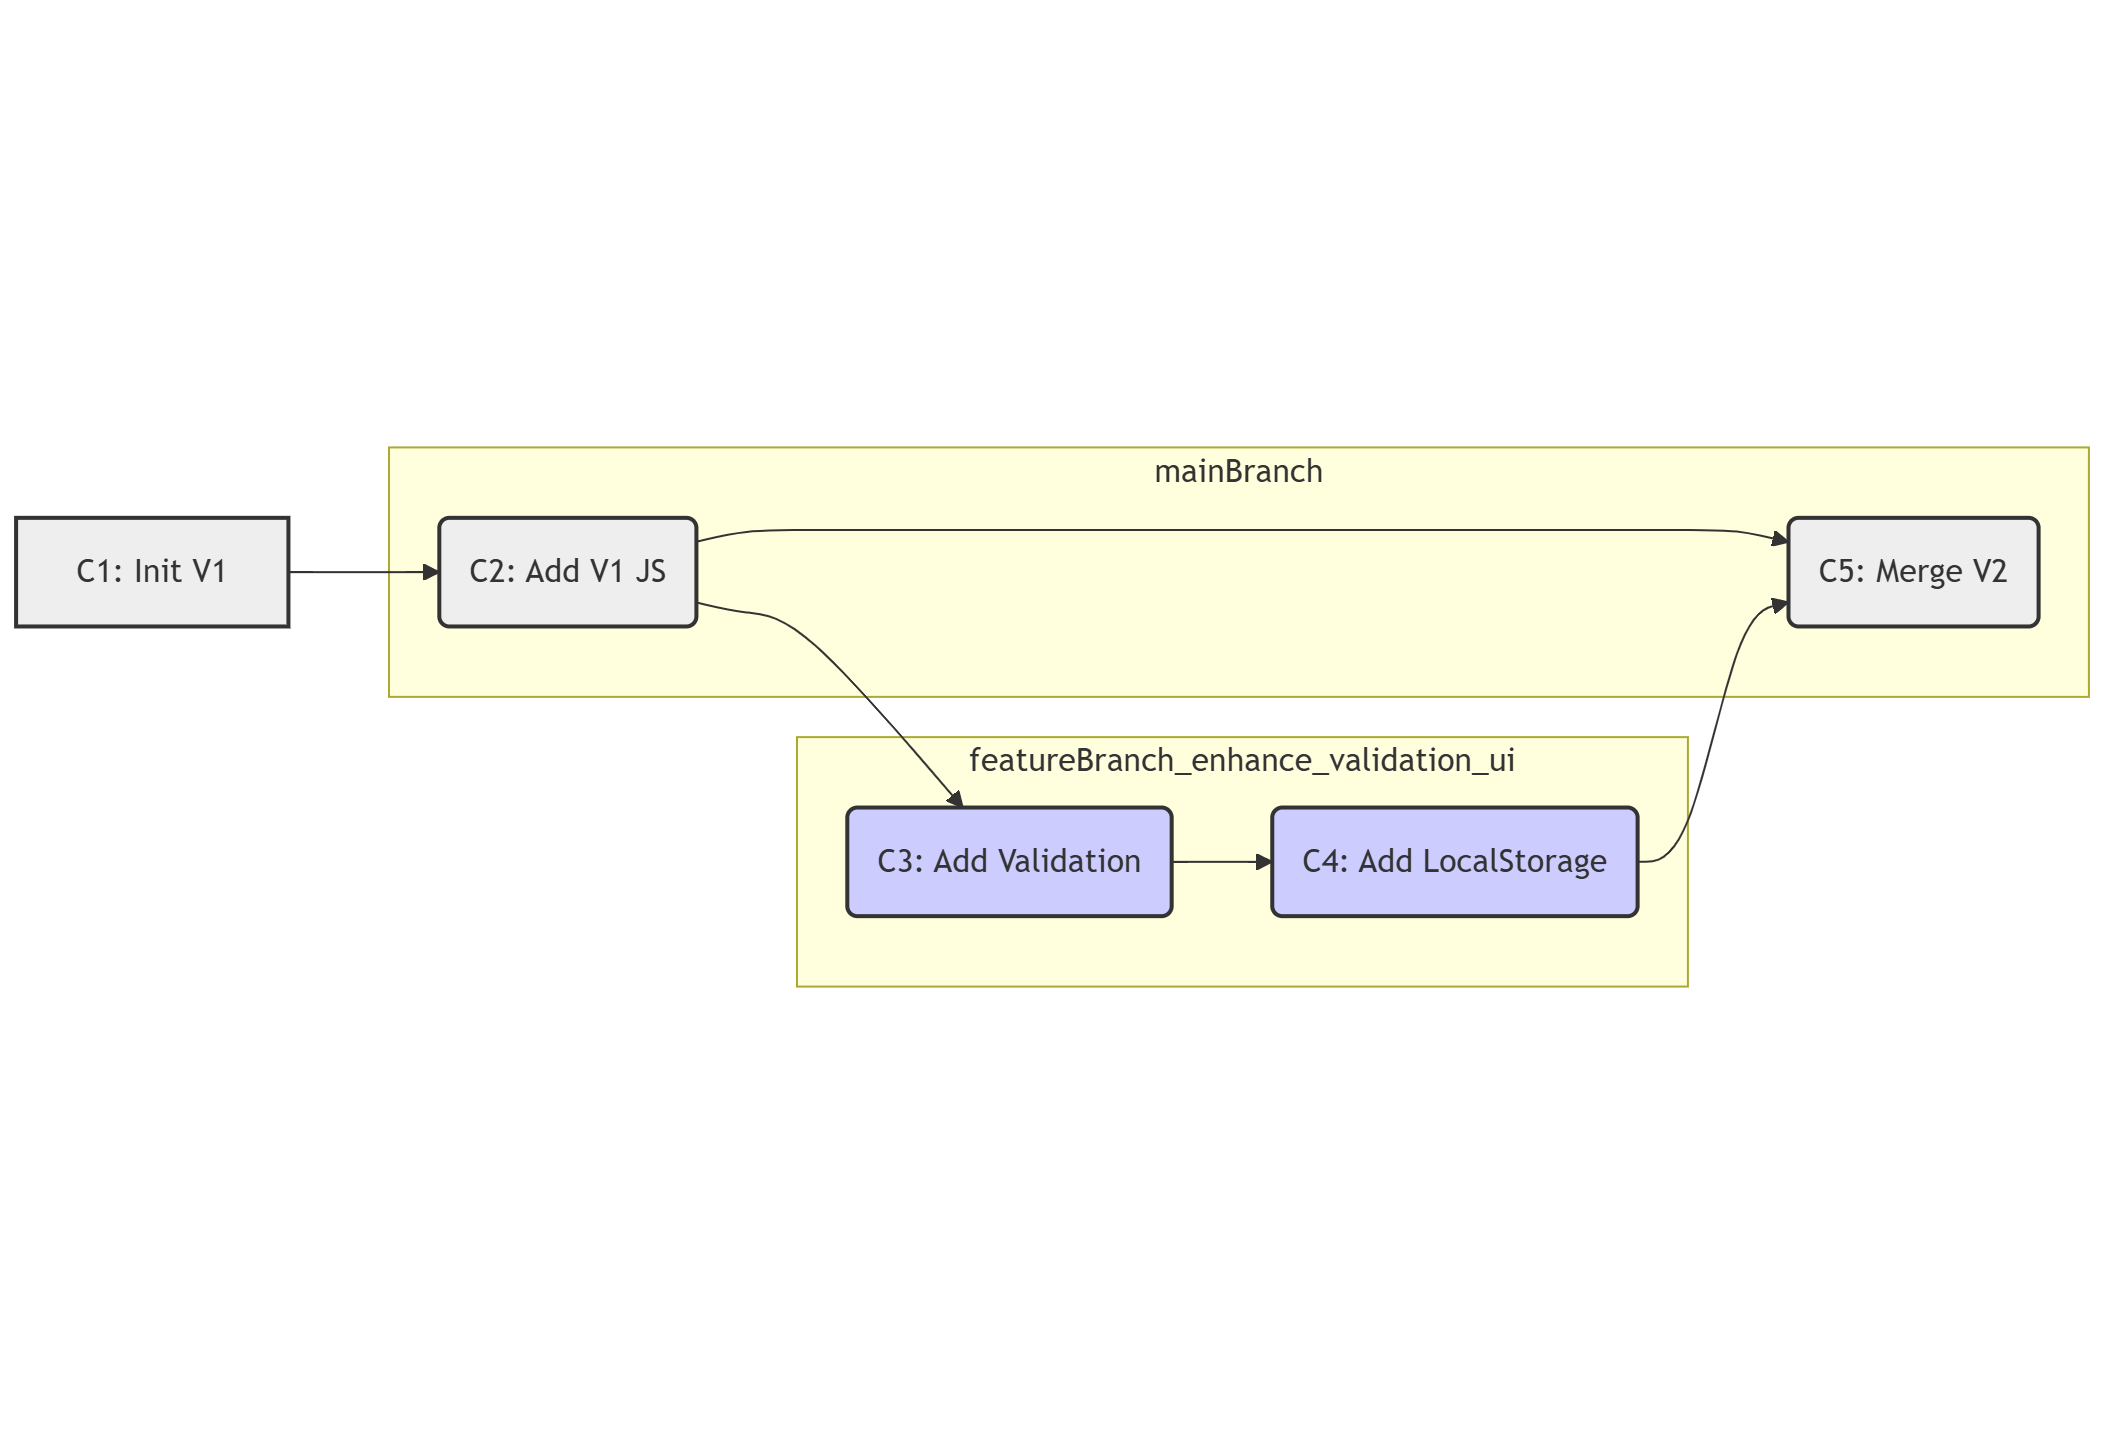 mainBranch
C1: Init V1
C2: Add V1 JS
C5: Merge V2
featureBranch_enhance_validation_ui
C3: Add Validation
C4: Add LocalStorage